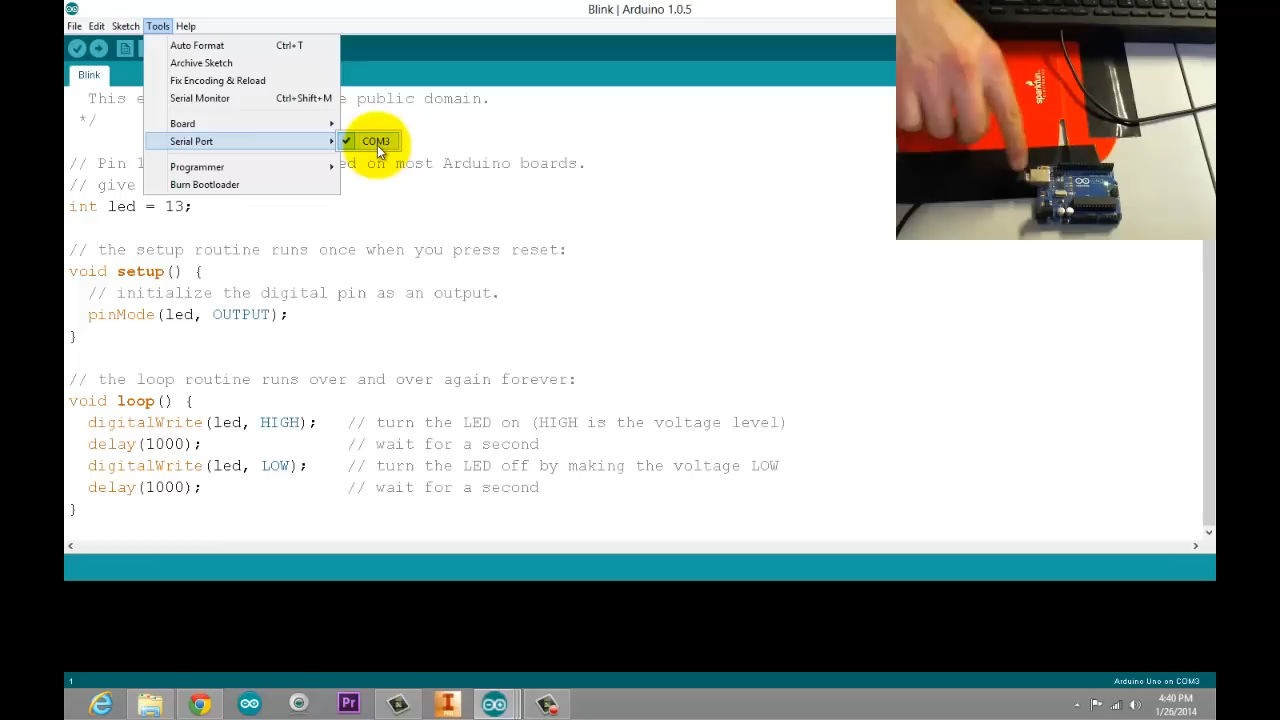 Blink | Arduino 1.0.5
File Edit Sketch Tools Help
Auto Format Ctrl+T
Archive Sketch
Fix Encoding & Reload
Serial Monitor Ctrl+Shift+M
Board
Serial Port
COM3
Programmer
Burn Bootloader
Blink
This e e public domain.
*/
// Pin 1 ed on most Arduino boards.
// give
int led = 13;
// the setup routine runs once when you press reset:
void setup() {
// initialize the digital pin as an output.
pinMode(led, OUTPUT);
}
// the loop routine runs over and over again forever:
void loop() {
digitalWrite(led, HIGH); // turn the LED on (HIGH is the voltage level)
delay(1000); // wait for a second
digitalWrite(led, LOW); // turn the LED off by making the voltage LOW
delay(1000); // wait for a second
}
sparkfun
1
Arduino Uno on COM3
Pr
4:40 PM
1/26/2014